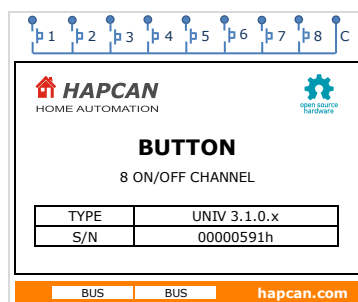 1 2 3 4 5 6 7 8 C
HAPCAN
HOME AUTOMATION
open source
hardware
BUTTON
8 ON/OFF CHANNEL
TYPE UNIV 3.1.0.x
S/N 00000591h
BUS BUS hapcan.com